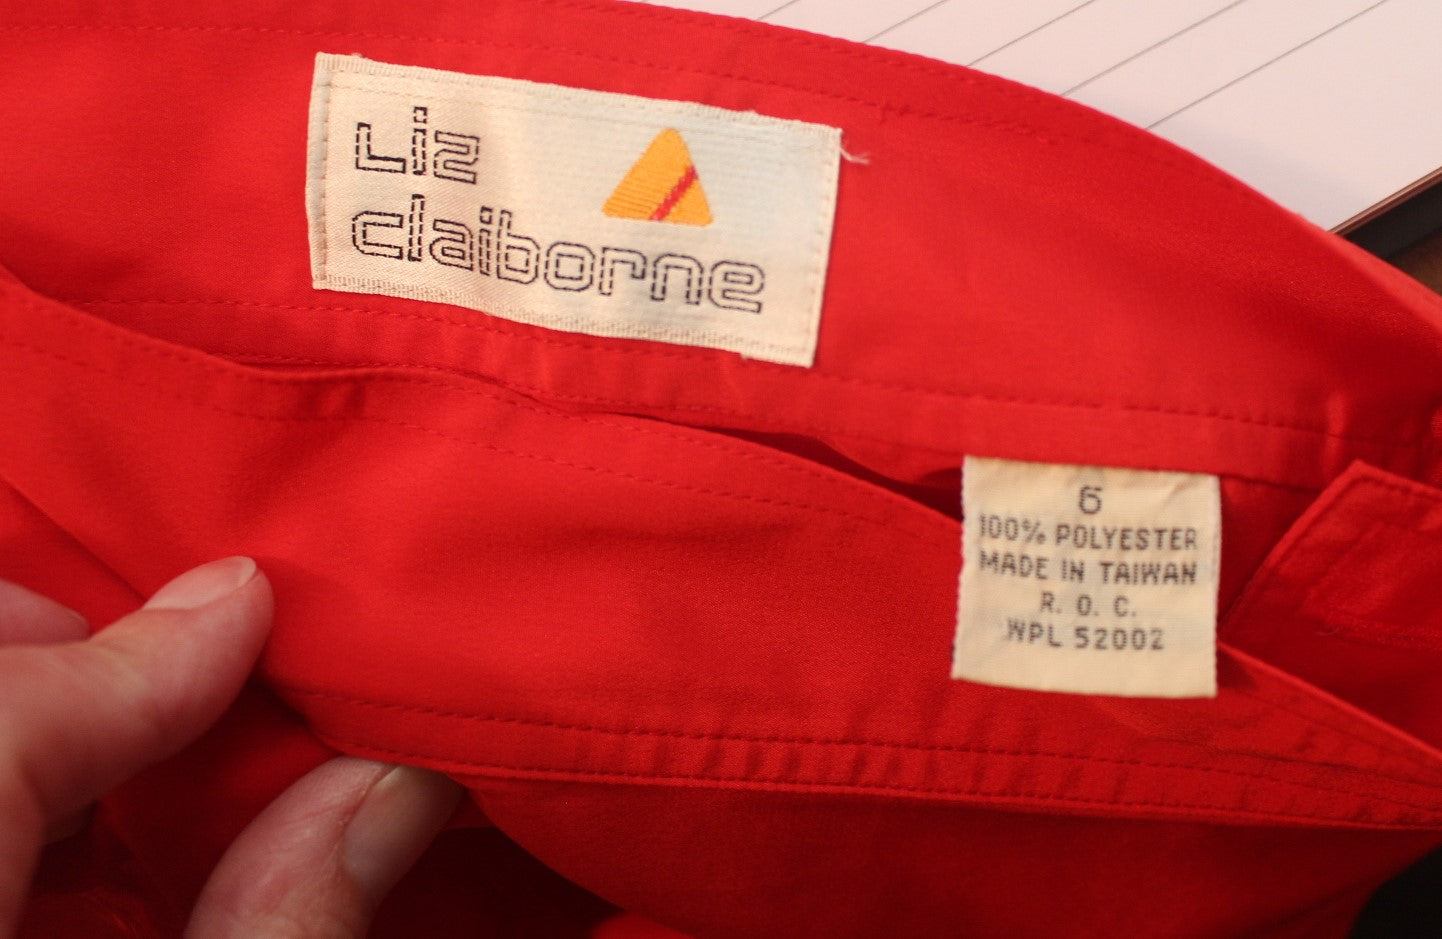 Liz
claiborne
6
100% POLYESTER
MADE IN TAIWAN
R. O. C.
WPL 52002